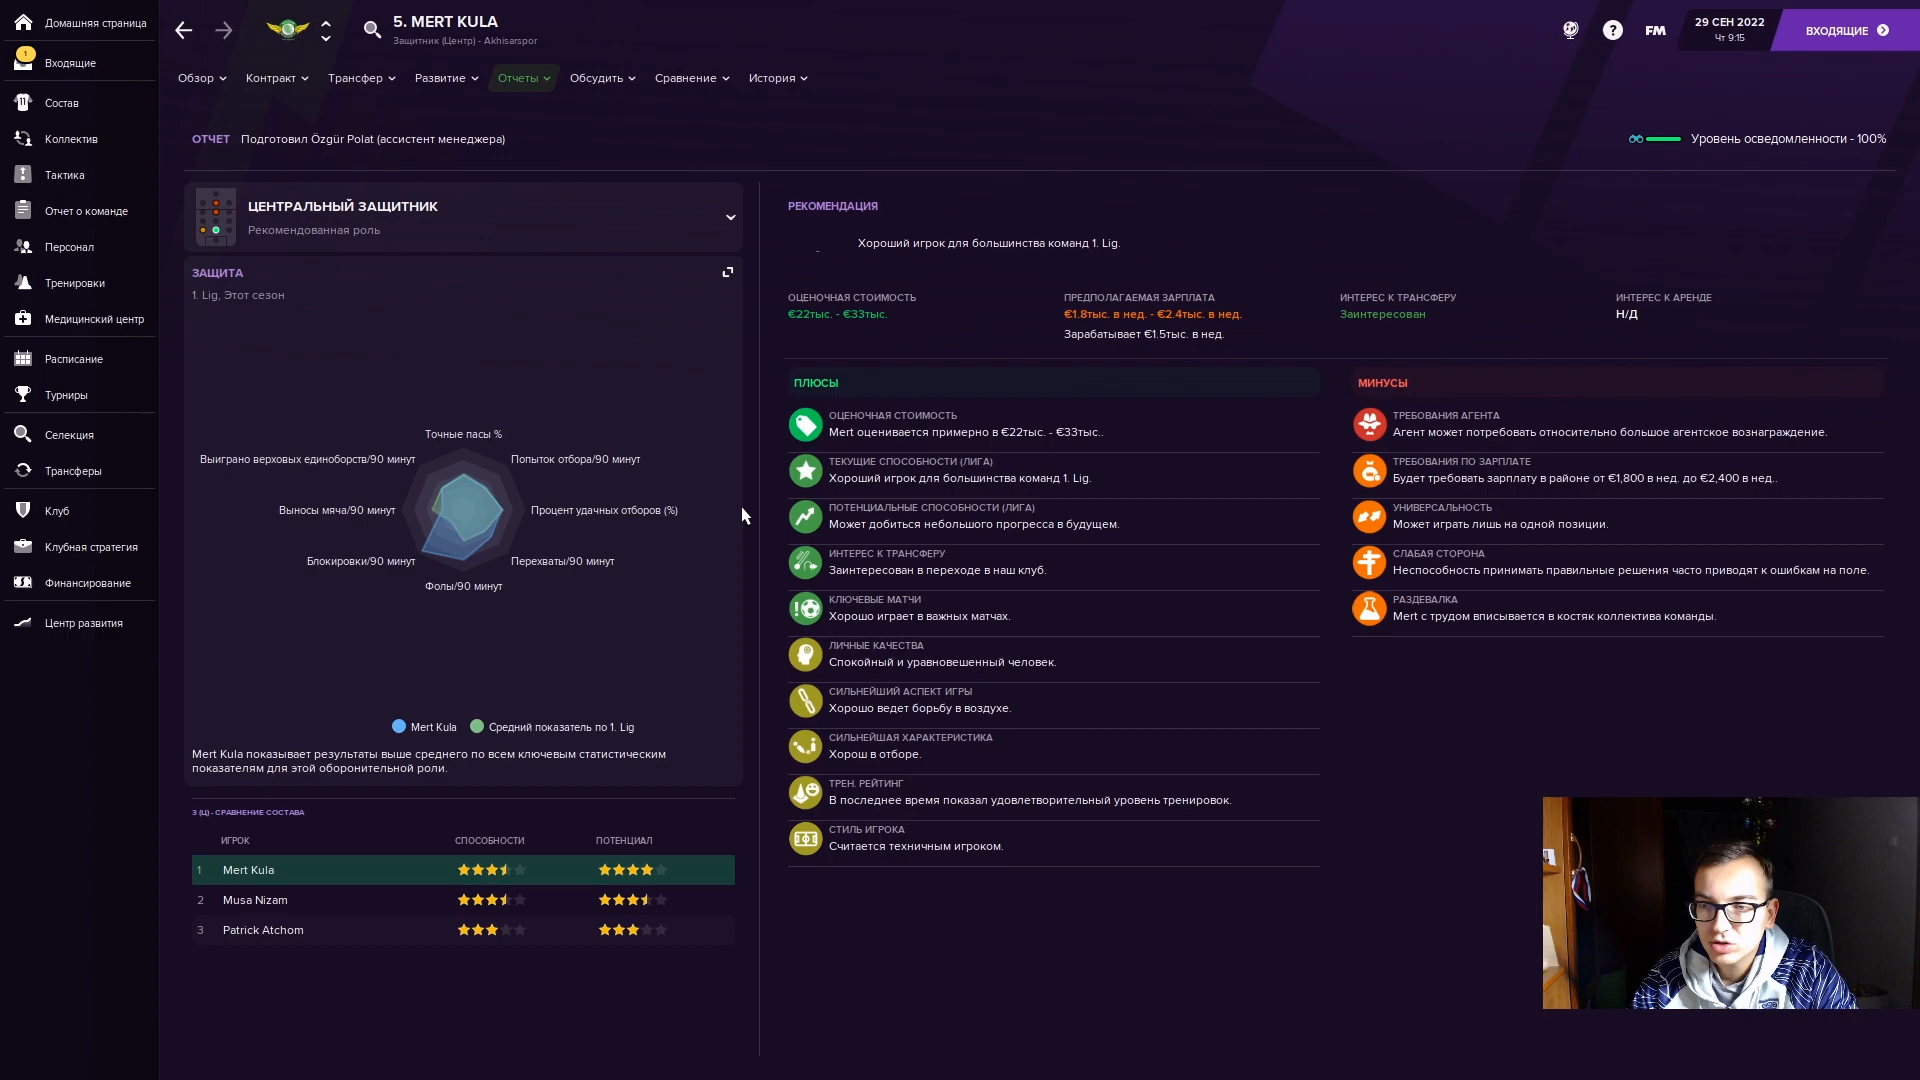 Домашняя страница
1
Входящие
11
Состав
Коллектив
Тактика
Отчет о команде
Персонал
Тренировки
Медицинский центр
Расписание
Турниры
Селекция
Трансферы
Клуб
Клубная стратегия
Финансирование
Центр развития
5. MERT KULA
Защитник (Центр) - Akhisarspor
?
FM
29 СЕН 2022
Чт 9:15
ВХОДЯЩИЕ
Обзор
Контракт
Трансфер
Развитие
Отчеты
Обсудить
Сравнение
История
ОТЧЕТ Подготовил Özgür Polat (ассистент менеджера)
Уровень осведомленности - 100%
ЦЕНТРАЛЬНЫЙ ЗАЩИТНИК
Рекомендованная роль
ЗАЩИТА
1. Lig, Этот сезон
Точные пасы %
Выиграно верховых единоборств/90 минут
Попыток отбора/90 минут
Выносы мяча/90 минут
Процент удачных отборов (%)
Блокировки/90 минут
Перехваты/90 минут
Фолы/90 минут
Mert Kula
Средний показатель по 1. Lig
Mert Kula показывает результаты выше среднего по всем ключевым статистическим
показателям для этой оборонительной роли.
З (Ц) - СРАВНЕНИЕ СОСТАВА
ИГРОК СПОСОБНОСТИ ПОТЕНЦИАЛ
1 Mert Kula
2 Musa Nizam
3 Patrick Atchom
РЕКОМЕНДАЦИЯ
-
Хороший игрок для большинства команд 1. Lig.
ОЦЕНОЧНАЯ СТОИМОСТЬ
€22тыс. - €33тыс.
ПРЕДПОЛАГАЕМАЯ ЗАРПЛАТА
€1.8тыс. в нед. - €2.4тыс. в нед.
Зарабатывает €1.5тыс. в нед.
ИНТЕРЕС К ТРАНСФЕРУ
Заинтересован
ИНТЕРЕС К АРЕНДЕ
Н/Д
ПЛЮСЫ
ОЦЕНОЧНАЯ СТОИМОСТЬ
Mert оценивается примерно в €22тыс. - €33тыс..
ТЕКУЩИЕ СПОСОБНОСТИ (ЛИГА)
Хороший игрок для большинства команд 1. Lig.
ПОТЕНЦИАЛЬНЫЕ СПОСОБНОСТИ (ЛИГА)
Может добиться небольшого прогресса в будущем.
ИНТЕРЕС К ТРАНСФЕРУ
Заинтересован в переходе в наш клуб.
КЛЮЧЕВЫЕ МАТЧИ
Хорошо играет в важных матчах.
ЛИЧНЫЕ КАЧЕСТВА
Спокойный и уравновешенный человек.
СИЛЬНЕЙШИЙ АСПЕКТ ИГРЫ
Хорошо ведет борьбу в воздухе.
СИЛЬНЕЙШАЯ ХАРАКТЕРИСТИКА
Хорош в отборе.
ТРЕН. РЕЙТИНГ
В последнее время показал удовлетворительный уровень тренировок.
СТИЛЬ ИГРОКА
Считается техничным игроком.
МИНУСЫ
ТРЕБОВАНИЯ АГЕНТА
Агент может потребовать относительно большое агентское вознаграждение.
ТРЕБОВАНИЯ ПО ЗАРПЛАТЕ
Будет требовать зарплату в районе от €1,800 в нед. до €2,400 в нед..
УНИВЕРСАЛЬНОСТЬ
Может играть лишь на одной позиции.
СЛАБАЯ СТОРОНА
Неспособность принимать правильные решения часто приводят к ошибкам на поле.
РАЗДЕВАЛКА
Mert с трудом вписывается в костяк коллектива команды.